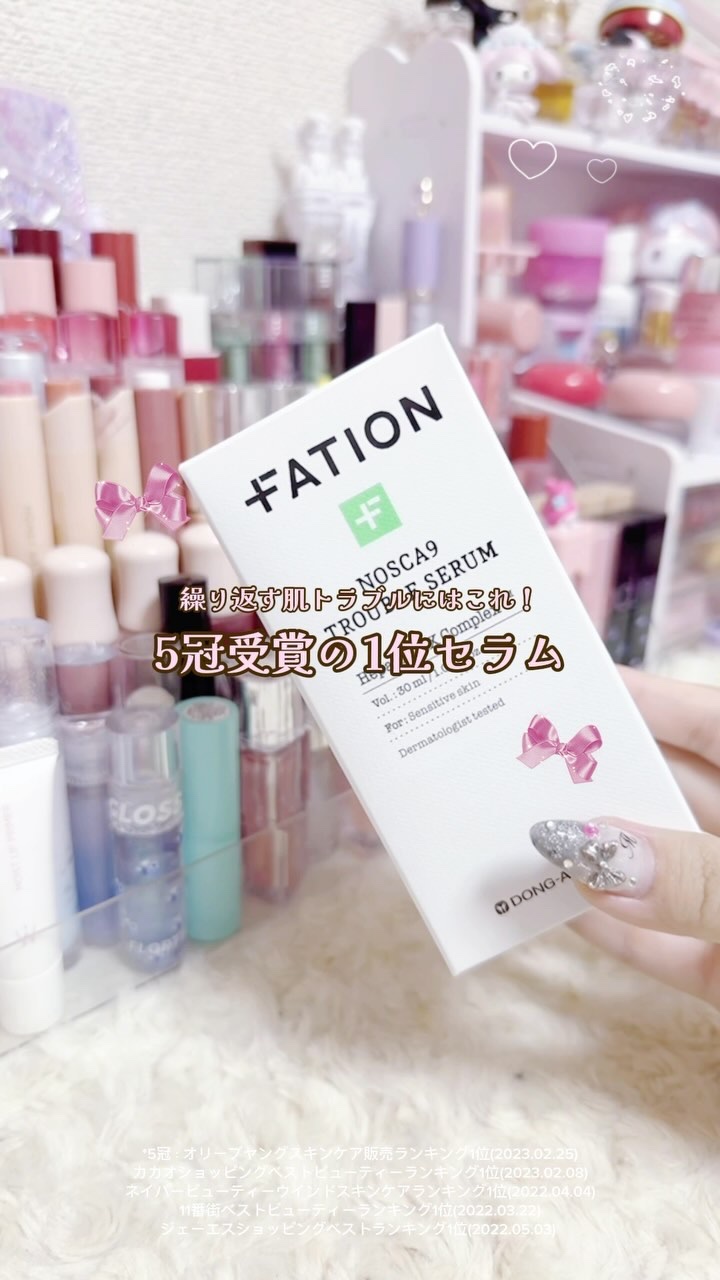 FATION
NOSCA9
TROUBLE SERUM
繰り返す肌トラブルにはこれ！
5冠受賞の1位セラム
Vol.: 30 ml/1.0
For: Sensitive skin
Dermatologist tested
DONG-A
GLOSS
*5冠 : オリーブヤングスキンケア販売ランキング1位(2023.02.25)
カカオショッピングベストビューティーランキング1位(2023.02.08)
ネイバービューティーウインドスキンケアランキング1位(2022.04.04)
11番街ベストビューティーランキング1位(2022.03.22)
ジェーエスショッピングベストランキング1位(2022.05.03)